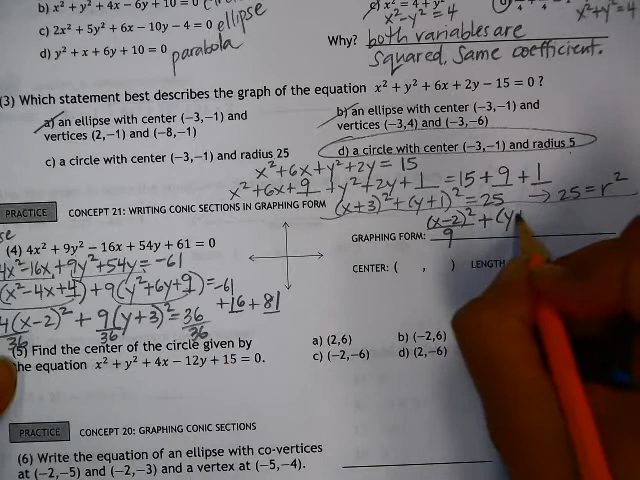 b) x² + y² + 4x - 6y + 10 = 0
c) 2x² + 5y² + 6x - 10y - 4 = 0 ellipse
d) y² + x + 6y + 10 = 0 parabola
x² - y² = 4
x² + y² = 4
Why? both variables are
squared, same coefficient.
(3) Which statement best describes the graph of the equation x² + y² + 6x + 2y - 15 = 0?
a) an ellipse with center (-3,-1) and
vertices (2,-1) and (-8,-1)
b) an ellipse with center (-3,-1) and
vertices (-3,4) and (-3,-6)
c) a circle with center (-3,-1) and radius 25
d) a circle with center (-3,-1) and radius 5
x² + 6x + y² + 2y = 15
x² + 6x + 9 + y² + 2y + 1 = 15 + 9 + 1
(x+3)² + (y+1)² = 25 → 25 = r²
PRACTICE CONCEPT 21: WRITING CONIC SECTIONS IN GRAPHING FORM
(4) 4x² + 9y² - 16x + 54y + 61 = 0
4x² - 16x + 9y² + 54y = -61
(x² - 4x + 4) + 9(y² + 6y + 9) = -61
+ 16 + 81
4(x-2)² + 9(y+3)² = 36
36 36 36
GRAPHING FORM: (x-2)² + (y
9
CENTER: ( , ) LENGTH
(5) Find the center of the circle given by
the equation x² + y² + 4x - 12y + 15 = 0.
a) (2,6) b) (-2,6)
c) (-2,-6) d) (2,-6)
PRACTICE CONCEPT 20: GRAPHING CONIC SECTIONS
(6) Write the equation of an ellipse with co-vertices
at (-2,-5) and (-2,-3) and a vertex at (-5,-4).